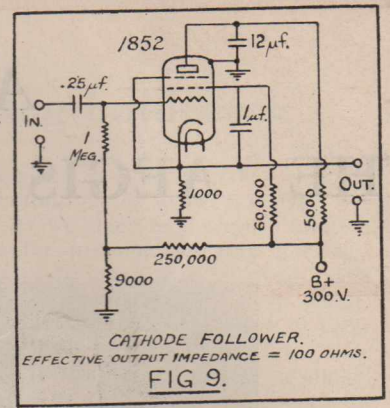 1852
12μf.
.25μf.
IN.
1
MEG.
1μf.
1000
60,000
5000
OUT.
250,000
9000
B+
300.V.
CATHODE FOLLOWER.
EFFECTIVE OUTPUT IMPEDANCE = 100 OHMS.
FIG 9.